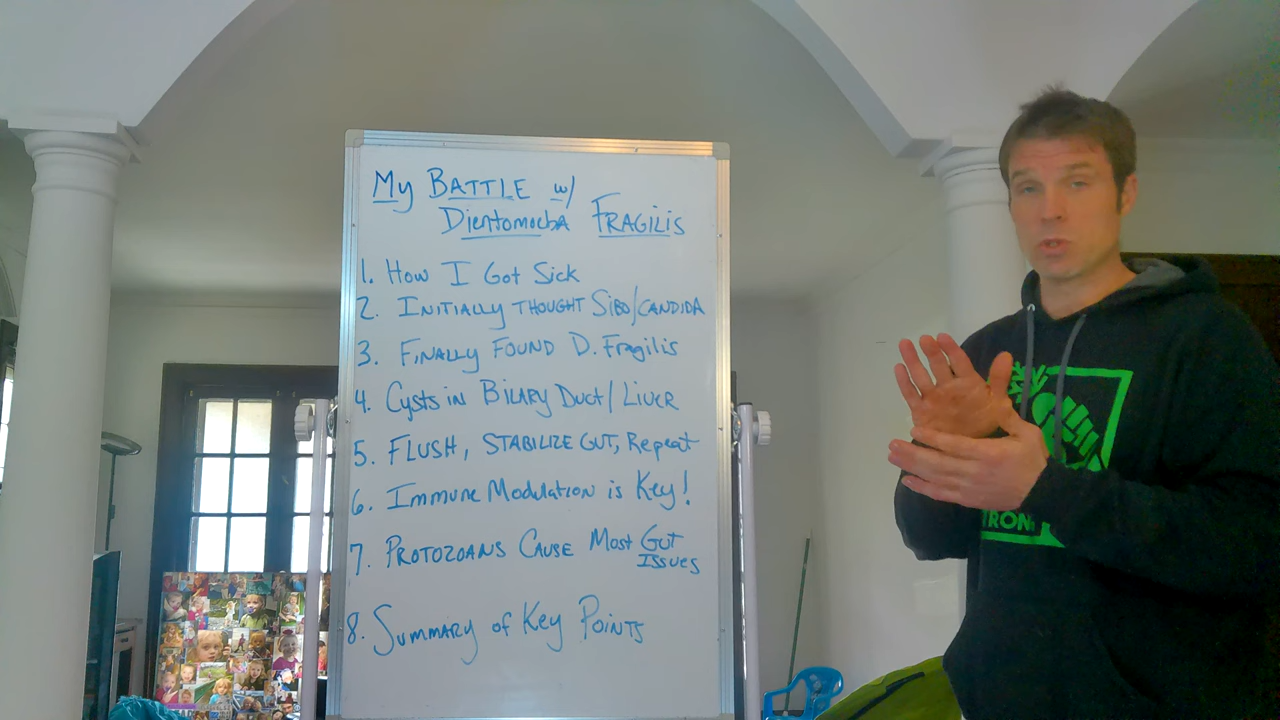 My BATTLE w/
Dientomoeba FRAGILIS
1. How I Got Sick
2. INITIALLY THOUGHT SIBO/CANDIDA
3. FINALLY FOUND D. Fragilis
4. Cysts in BILARY DUCT/LIVER
5. FLUSH, STABILIZE GUT, Repeat
6. Immune Modulation is Key!
7. PROTOZOANS CAUSE Most Gut
ISSUES
8. Summary of Key Points